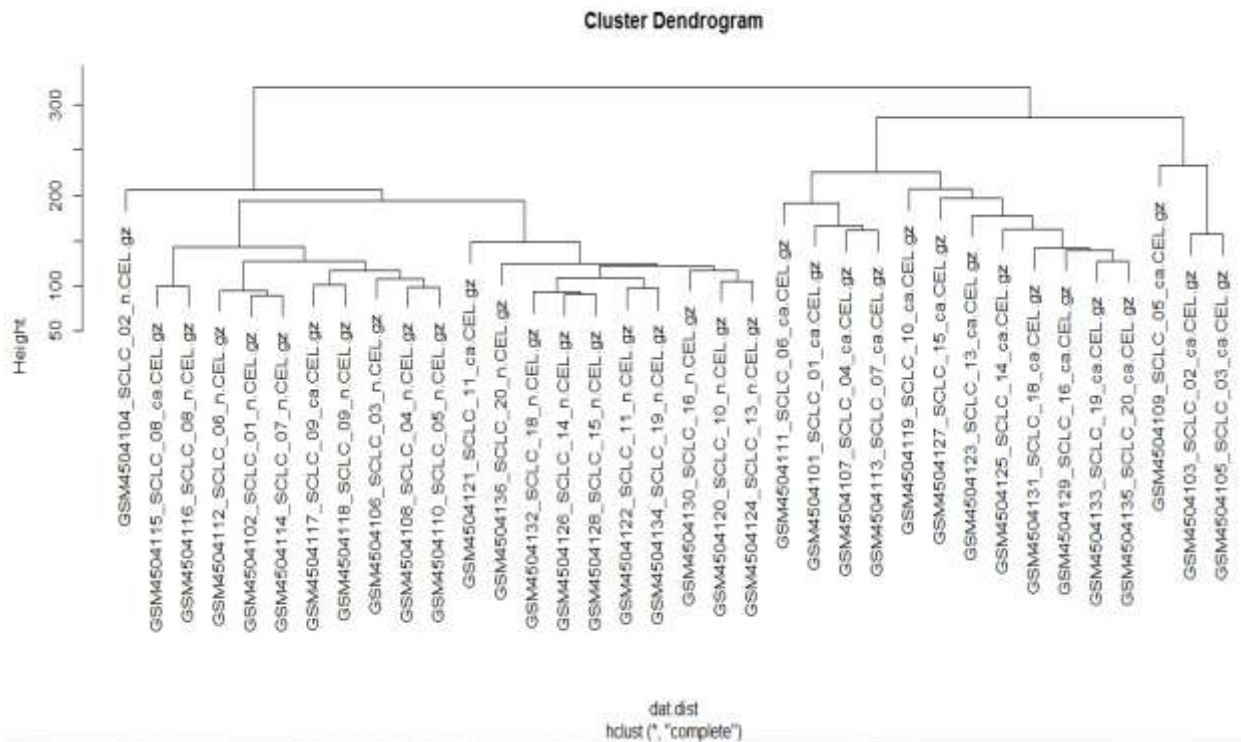 Cluster Dendrogram
Height
300
200
100
50
GSM4504104_SCLC_02_n.CEL.gz
GSM4504115_SCLC_08_ca.CEL.gz
GSM4504116_SCLC_08_n.CEL.gz
GSM4504112_SCLC_06_n.CEL.gz
GSM4504102_SCLC_01_n.CEL.gz
GSM4504114_SCLC_07_n.CEL.gz
GSM4504117_SCLC_09_ca.CEL.gz
GSM4504118_SCLC_09_n.CEL.gz
GSM4504106_SCLC_03_n.CEL.gz
GSM4504108_SCLC_04_n.CEL.gz
GSM4504110_SCLC_05_n.CEL.gz
GSM4504121_SCLC_11_ca.CEL.gz
GSM4504136_SCLC_20_n.CEL.gz
GSM4504132_SCLC_18_n.CEL.gz
GSM4504126_SCLC_14_n.CEL.gz
GSM4504128_SCLC_15_n.CEL.gz
GSM4504122_SCLC_11_n.CEL.gz
GSM4504134_SCLC_19_n.CEL.gz
GSM4504130_SCLC_16_n.CEL.gz
GSM4504120_SCLC_10_n.CEL.gz
GSM4504124_SCLC_13_n.CEL.gz
GSM4504111_SCLC_06_ca.CEL.gz
GSM4504101_SCLC_01_ca.CEL.gz
GSM4504107_SCLC_04_ca.CEL.gz
GSM4504113_SCLC_07_ca.CEL.gz
GSM4504119_SCLC_10_ca.CEL.gz
GSM4504127_SCLC_15_ca.CEL.gz
GSM4504123_SCLC_13_ca.CEL.gz
GSM4504125_SCLC_14_ca.CEL.gz
GSM4504131_SCLC_18_ca.CEL.gz
GSM4504129_SCLC_16_ca.CEL.gz
GSM4504133_SCLC_19_ca.CEL.gz
GSM4504135_SCLC_20_ca.CEL.gz
GSM4504109_SCLC_05_ca.CEL.gz
GSM4504103_SCLC_02_ca.CEL.gz
GSM4504105_SCLC_03_ca.CEL.gz
dat.dist
hclust (*, "complete")